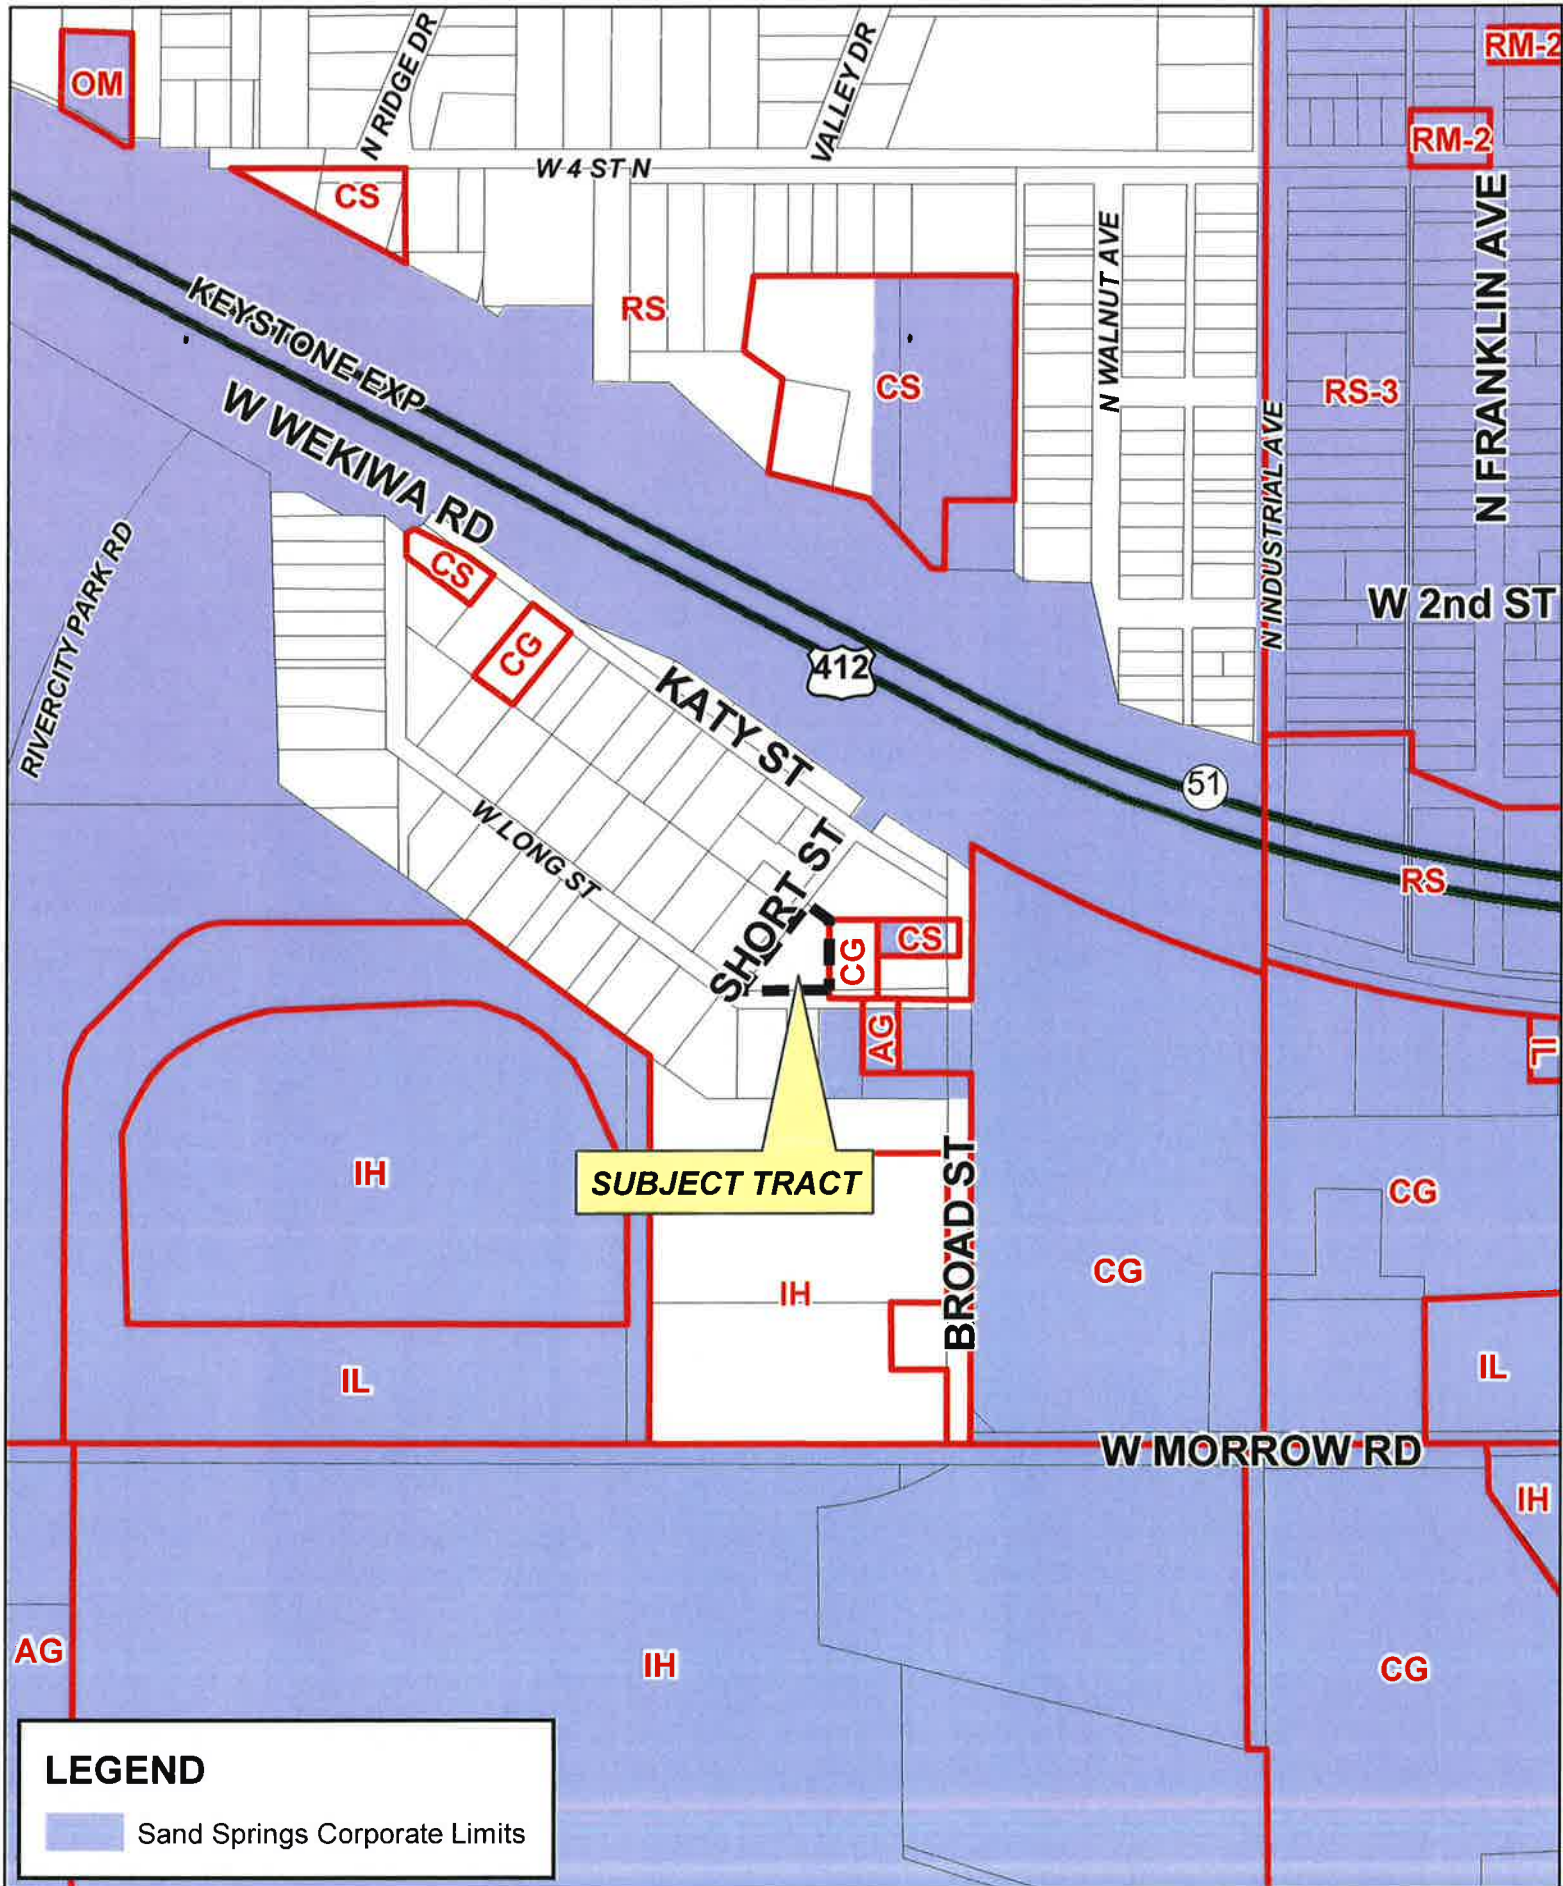 RM-2
OM
N RIDGE DR
VALLEY DR
RM-2
W 4 ST N
CS
N FRANKLIN AVE
N WALNUT AVE
KEYSTONE EXP
RS
CS
RS-3
W WEKIWA RD
N INDUSTRIAL AVE
RIVERCITY PARK RD
CS
W 2nd ST
CG
412
KATY ST
51
W LONG ST
SHORT ST
RS
CG
CS
AG
IL
SUBJECT TRACT
IH
BROAD ST
CG
IH
CG
IL
IL
W MORROW RD
IH
AG
IH
CG
LEGEND
Sand Springs Corporate Limits